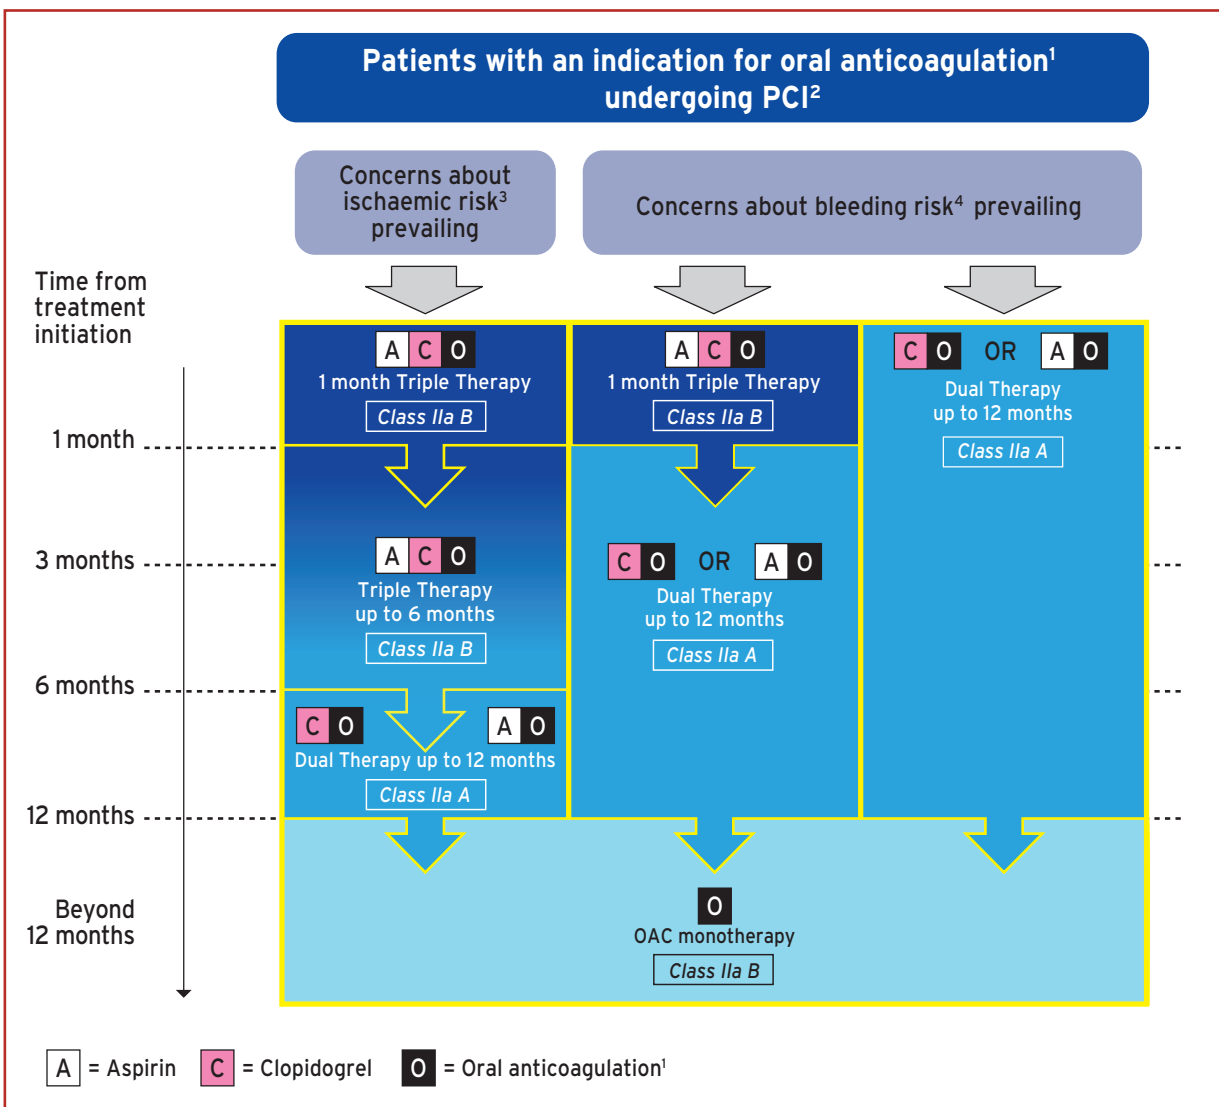 Patients with an indication for oral anticoagulation¹
undergoing PCI²
Concerns about
ischaemic risk³
prevailing
Concerns about bleeding risk⁴ prevailing
Time from
treatment
initiation
A C O
1 month Triple Therapy
Class IIa B
A C O
1 month Triple Therapy
Class IIa B
C O OR A O
Dual Therapy
up to 12 months
Class IIa A
1 month
3 months
A C O
Triple Therapy
up to 6 months
Class IIa B
C O OR A O
Dual Therapy
up to 12 months
Class IIa A
6 months
C O A O
Dual Therapy up to 12 months
Class IIa A
12 months
Beyond
12 months
O
OAC monotherapy
Class IIa B
A = Aspirin C = Clopidogrel O = Oral anticoagulation¹